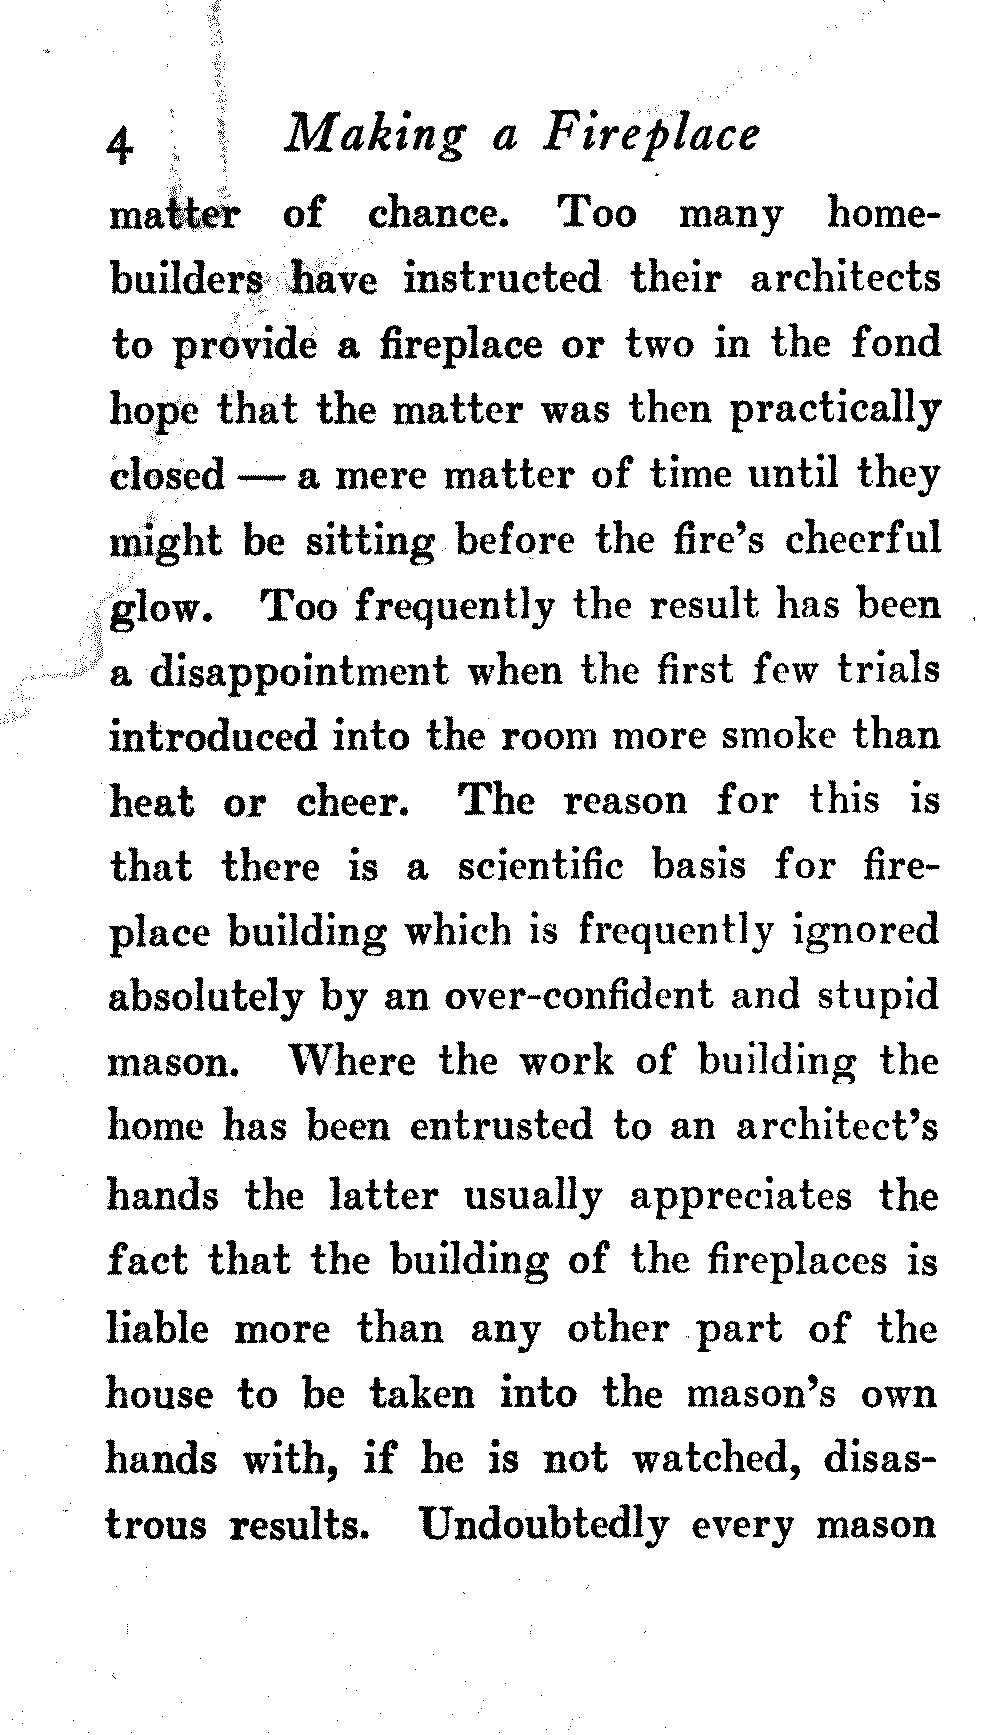 4 Making a Fireplace
matter of chance. Too many home-
builders have instructed their architects
to provide a fireplace or two in the fond
hope that the matter was then practically
closed — a mere matter of time until they
might be sitting before the fire's cheerful
glow. Too frequently the result has been
a disappointment when the first few trials
introduced into the room more smoke than
heat or cheer. The reason for this is
that there is a scientific basis for fire-
place building which is frequently ignored
absolutely by an over-confident and stupid
mason. Where the work of building the
home has been entrusted to an architect's
hands the latter usually appreciates the
fact that the building of the fireplaces is
liable more than any other part of the
house to be taken into the mason's own
hands with, if he is not watched, disas-
trous results. Undoubtedly every mason